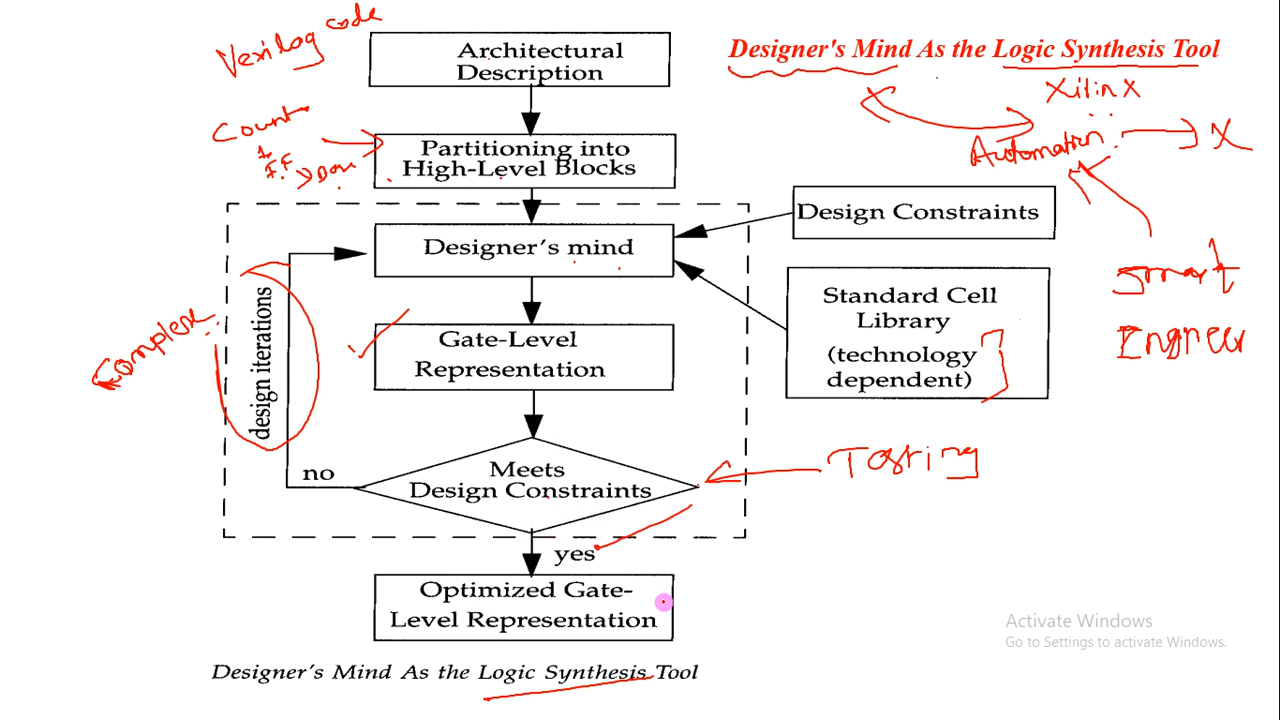 Verilog code
Architectural
Description
Designer's Mind As the Logic Synthesis Tool
XilinX
Automation
X
Count
F.F
Partitioning into
High-Level Blocks
Design Constraints
Designer's mind
Standard Cell
Library
(technology
dependent)
smart
Engineer
design iterations
Gate-Level
Representation
Meets
Design Constraints
no
Testing
yes
Optimized Gate-
Level Representation
Activate Windows
Go to Settings to activate Windows.
Designer's Mind As the Logic Synthesis Tool